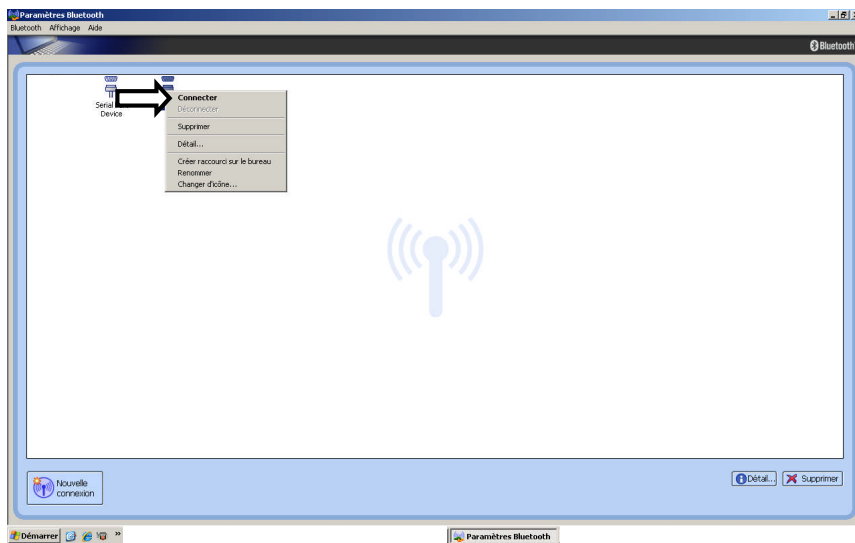 Paramètres Bluetooth
Bluetooth Affichage Aide
Bluetooth
Serial
Device
Connecter
Déconnecter
Supprimer
Détail...
Créer raccourci sur le bureau
Renommer
Changer d'icône...
Nouvelle
connexion
Détail...
Supprimer
Démarrer
»
Paramètres Bluetooth